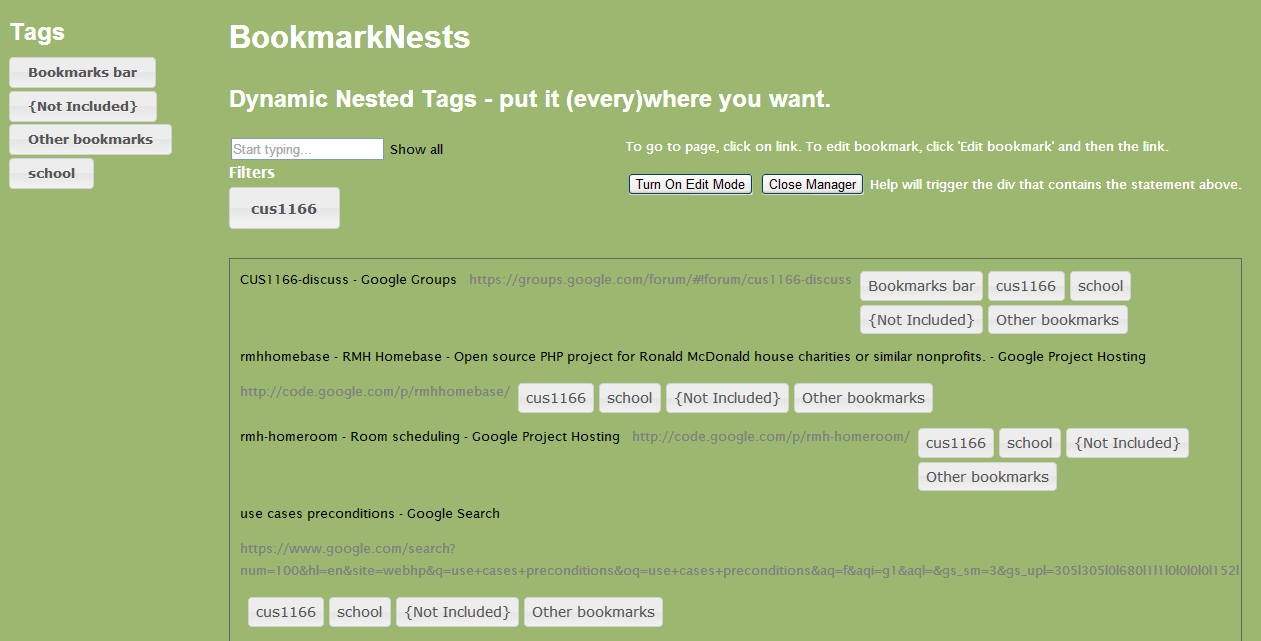 Tags
Bookmarks bar
{Not Included}
Other bookmarks
school
BookmarkNests
Dynamic Nested Tags - put it (every)where you want.
Start typing... Show all
To go to page, click on link. To edit bookmark, click 'Edit bookmark' and then the link.
Filters
Turn On Edit Mode Close Manager Help will trigger the div that contains the statement above.
cus1166
CUS1166-discuss - Google Groups https://groups.google.com/forum/#!forum/cus1166-discuss Bookmarks bar cus1166 school
{Not Included} Other bookmarks
rmhhomebase - RMH Homebase - Open source PHP project for Ronald McDonald house charities or similar nonprofits. - Google Project Hosting
http://code.google.com/p/rmhhomebase/ cus1166 school {Not Included} Other bookmarks
rmh-homeroom - Room scheduling - Google Project Hosting http://code.google.com/p/rmh-homeroom/ cus1166 school {Not Included}
Other bookmarks
use cases preconditions - Google Search
https://www.google.com/search?
num=100&hl=en&site=webhp&q=use+cases+preconditions&oq=use+cases+preconditions&aq=f&aqi=g1&aql=&gs_sm=3&gs_upl=305l305l0l680l1l1l0l0l0l0l152l
cus1166 school {Not Included} Other bookmarks